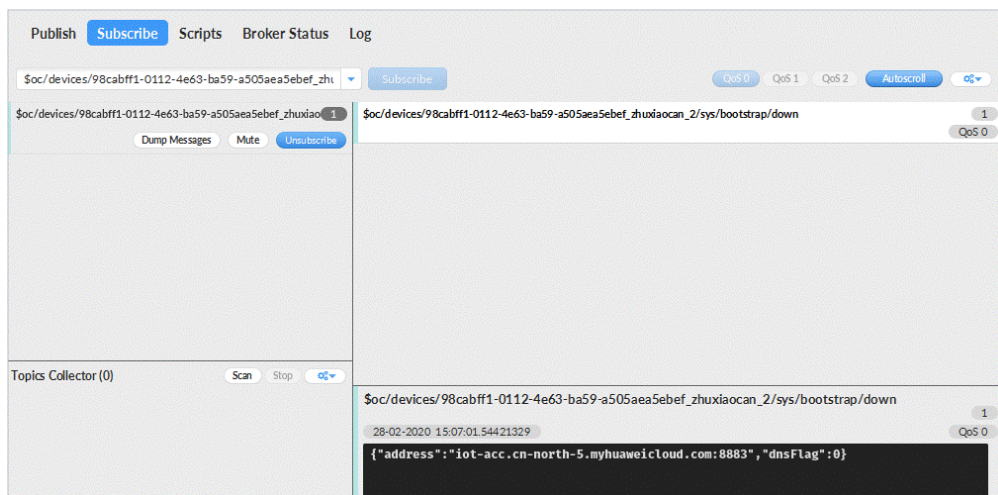 Publish Subscribe Scripts Broker Status Log
$oc/devices/98cabff1-0112-4e63-ba59-a505aea5ebef_zhu Subscribe QoS 0 QoS 1 QoS 2 Autoscroll
$oc/devices/98cabff1-0112-4e63-ba59-a505aea5ebef_zhuxiao 1
Dump Messages Mute Unsubscribe
$oc/devices/98cabff1-0112-4e63-ba59-a505aea5ebef_zhuxiaocan_2/sys/bootstrap/down 1
QoS 0
Topics Collector (0) Scan Stop
$oc/devices/98cabff1-0112-4e63-ba59-a505aea5ebef_zhuxiaocan_2/sys/bootstrap/down
1
28-02-2020 15:07:01.54421329 QoS 0
{"address":"iot-acc.cn-north-5.myhuaweicloud.com:8883","dnsFlag":0}